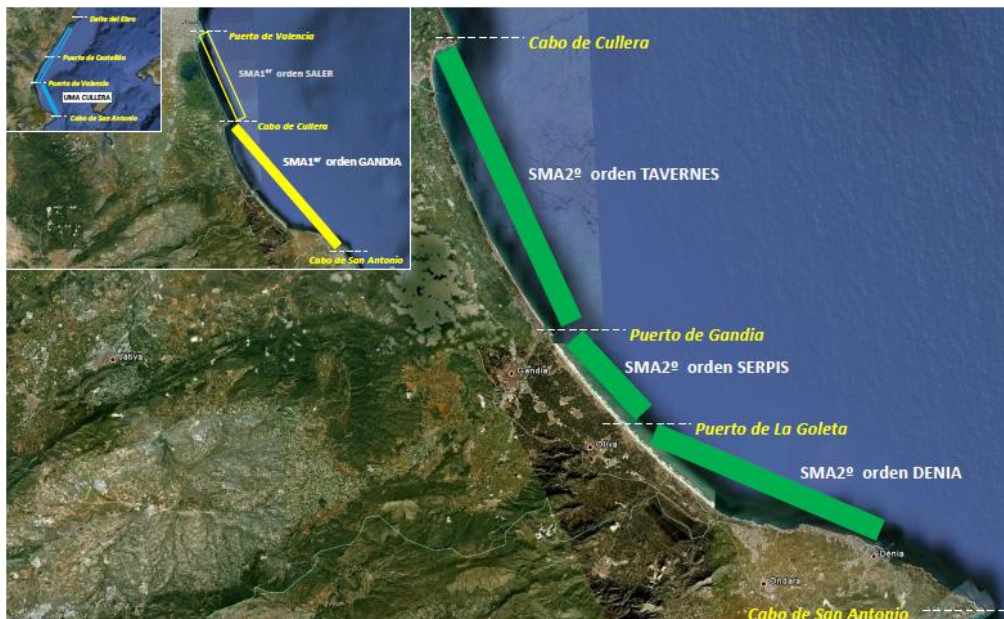 Delta del Ebro
Puerto de Castellón
Puerto de Valencia
UMA CULLERA
Cabo de San Antonio
Puerto de Valencia
SMA1er orden SALER
Cabo de Cullera
SMA1er orden GANDIA
Cabo de San Antonio
Cabo de Cullera
SMA2º orden TAVERNES
Puerto de Gandia
SMA2º orden SERPIS
Puerto de La Goleta
SMA2º orden DENIA
Jativa
Gandia
Oliva
Denia
Ondara
Cabo de San Antonio